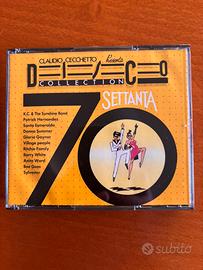 CLAUDIO CECCHETTO Presenta
DISCO
COLLECTION
70
SETTANTA
K.C. & The Sunshine Band
Patrick Hernandez
Santa Esmeralda
Donna Summer
Gloria Gaynor
Village people
Ritchie Family
Barry White
Anita Ward
Bee Gees
Sylvester
subito